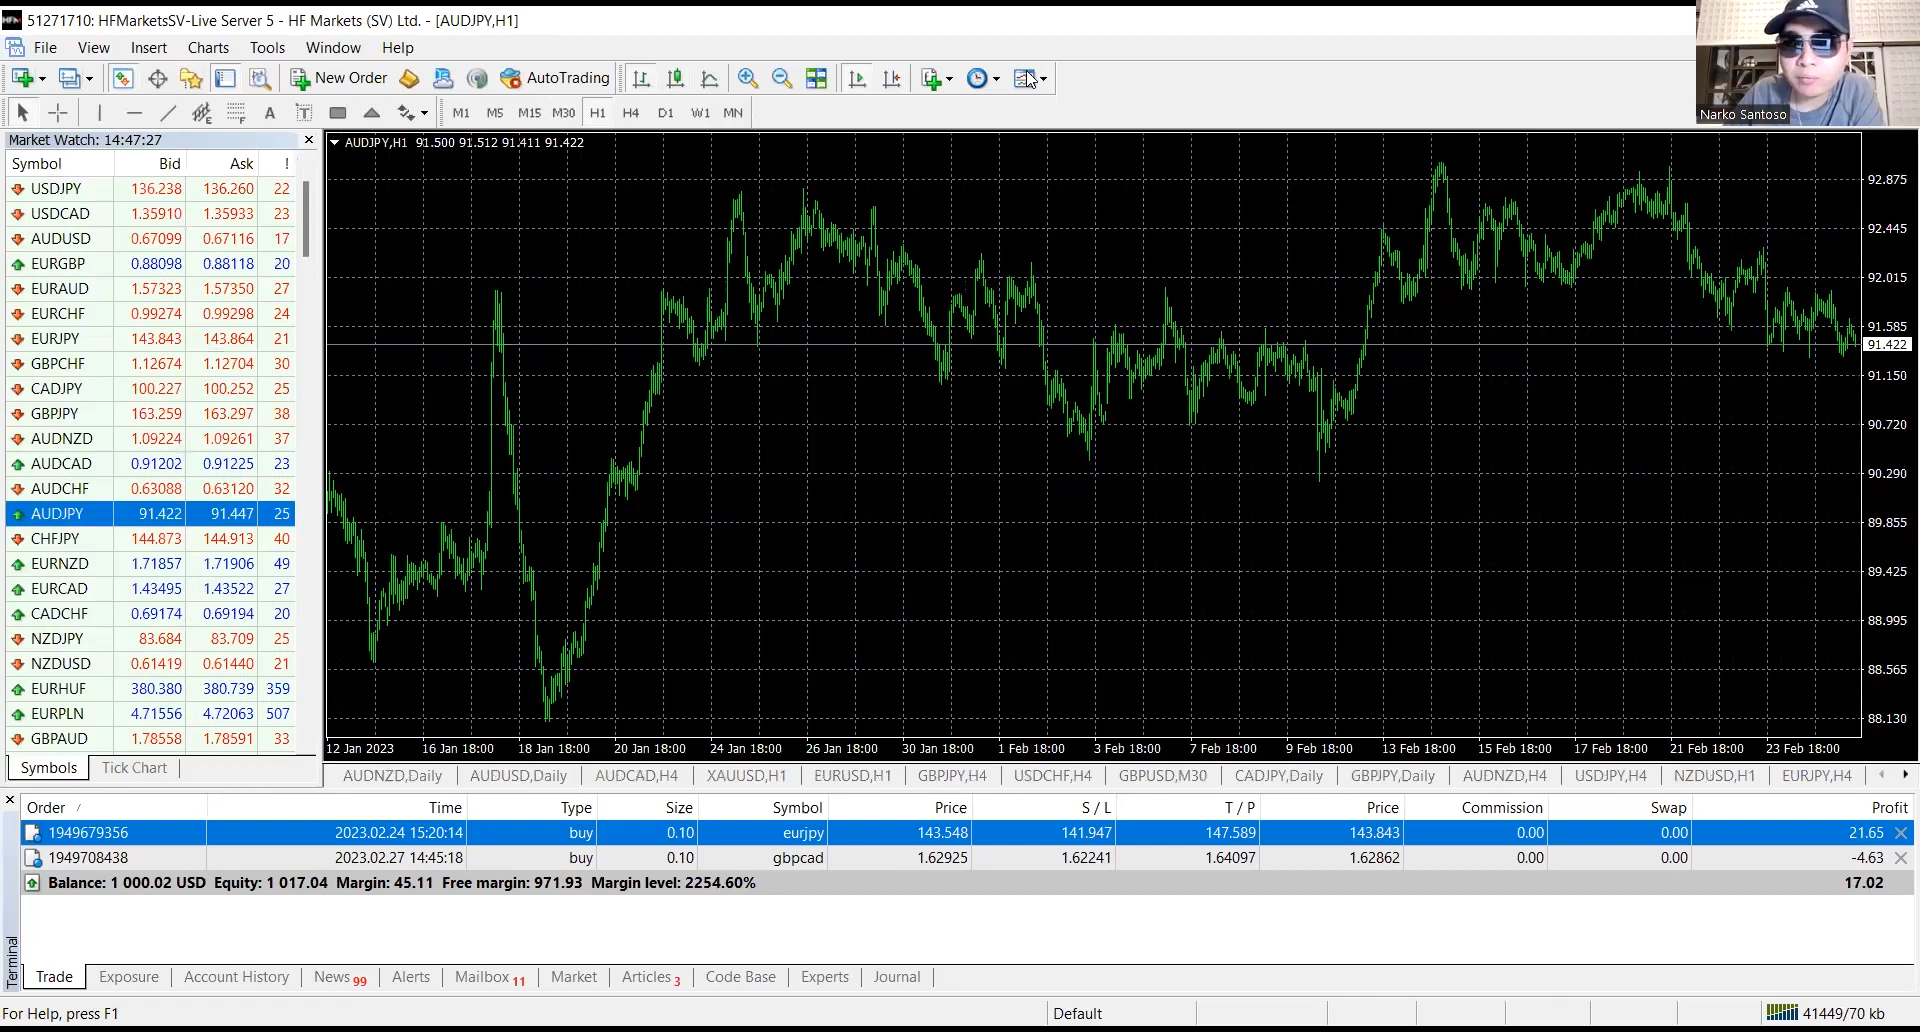 51271710: HFMarketsSV-Live Server 5 - HF Markets (SV) Ltd. - [AUDJPY,H1]
File View Insert Charts Tools Window Help
New Order AutoTrading
Narko Santoso
A T M1 M5 M15 M30 H1 H4 D1 W1 MN
Market Watch: 14:47:27
Symbol Bid Ask !
USDJPY 136.238 136.260 22
USDCAD 1.35910 1.35933 23
AUDUSD 0.67099 0.67116 17
EURGBP 0.88098 0.88118 20
EURAUD 1.57323 1.57350 27
EURCHF 0.99274 0.99298 24
EURJPY 143.843 143.864 21
GBPCHF 1.12674 1.12704 30
CADJPY 100.227 100.252 25
GBPJPY 163.259 163.297 38
AUDNZD 1.09224 1.09261 37
AUDCAD 0.91202 0.91225 23
AUDCHF 0.63088 0.63120 32
AUDJPY 91.422 91.447 25
CHFJPY 144.873 144.913 40
EURNZD 1.71857 1.71906 49
EURCAD 1.43495 1.43522 27
CADCHF 0.69174 0.69194 20
NZDJPY 83.684 83.709 25
NZDUSD 0.61419 0.61440 21
EURHUF 380.380 380.739 359
EURPLN 4.71556 4.72063 507
GBPAUD 1.78558 1.78591 33
Symbols Tick Chart
AUDJPY,H1 91.500 91.512 91.411 91.422
92.875
92.445
92.015
91.585
91.422
91.150
90.720
90.290
89.855
89.425
88.995
88.565
88.130
12 Jan 2023 16 Jan 18:00 18 Jan 18:00 20 Jan 18:00 24 Jan 18:00 26 Jan 18:00 30 Jan 18:00 1 Feb 18:00 3 Feb 18:00 7 Feb 18:00 9 Feb 18:00 13 Feb 18:00 15 Feb 18:00 17 Feb 18:00 21 Feb 18:00 23 Feb 18:00
AUDNZD,Daily AUDUSD,Daily AUDCAD,H4 XAUUSD,H1 EURUSD,H1 GBPJPY,H4 USDCHF,H4 GBPUSD,M30 CADJPY,Daily GBPJPY,Daily AUDNZD,H4 USDJPY,H4 NZDUSD,H1 EURJPY,H4
Order / Time Type Size Symbol Price S / L T / P Price Commission Swap Profit
1949679356 2023.02.24 15:20:14 buy 0.10 eurjpy 143.548 141.947 147.589 143.843 0.00 0.00 21.65
1949708438 2023.02.27 14:45:18 buy 0.10 gbpcad 1.62925 1.62241 1.64097 1.62862 0.00 0.00 -4.63
Balance: 1 000.02 USD Equity: 1 017.04 Margin: 45.11 Free margin: 971.93 Margin level: 2254.60% 17.02
Terminal
Trade Exposure Account History News 99 Alerts Mailbox 11 Market Articles 3 Code Base Experts Journal
For Help, press F1 Default 41449/70 kb